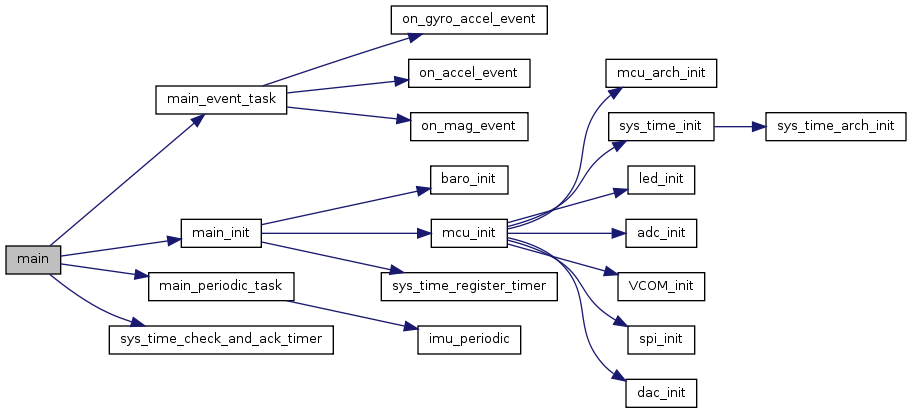 on_gyro_accel_event
on_accel_event
mcu_arch_init
main_event_task
on_mag_event
sys_time_init
sys_time_arch_init
baro_init
led_init
main_init
mcu_init
adc_init
main
main_periodic_task
sys_time_register_timer
VCOM_init
sys_time_check_and_ack_timer
imu_periodic
spi_init
dac_init